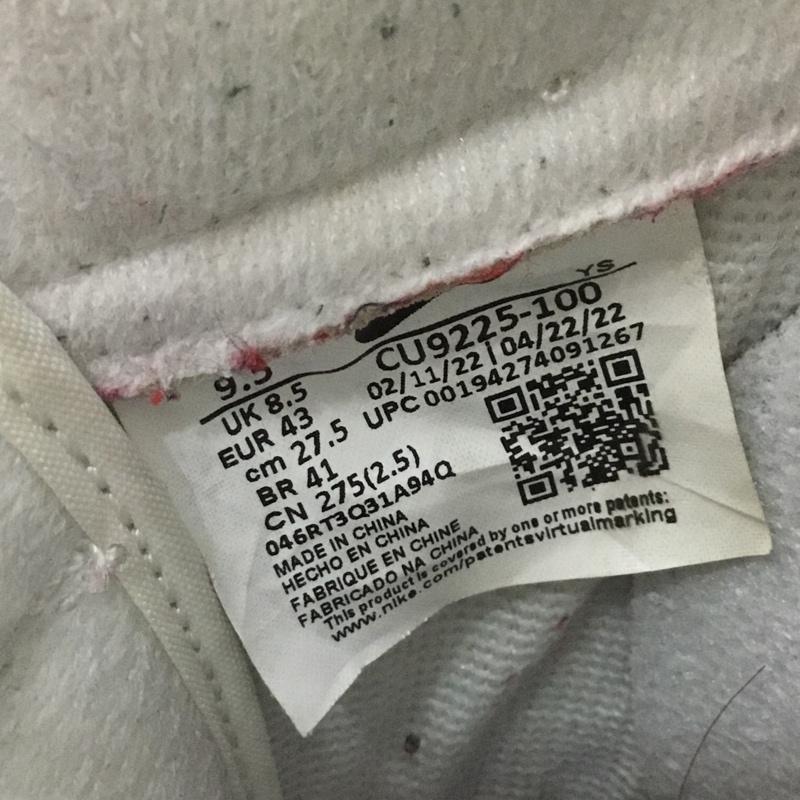 YS
9.5
UK 8.5
EUR 43
cm 27.5
BR 41
CN 275(2.5)
CU9225-100
02/11/22 | 04/22/22
UPC 00194274091267
046RT3Q31A94Q
MADE IN CHINA
HECHO EN CHINA
FABRIQUE EN CHINE
FABRICADO NA CHINA
This product is covered by one or more patents:
www.nike.com/patentsvirtualmarking